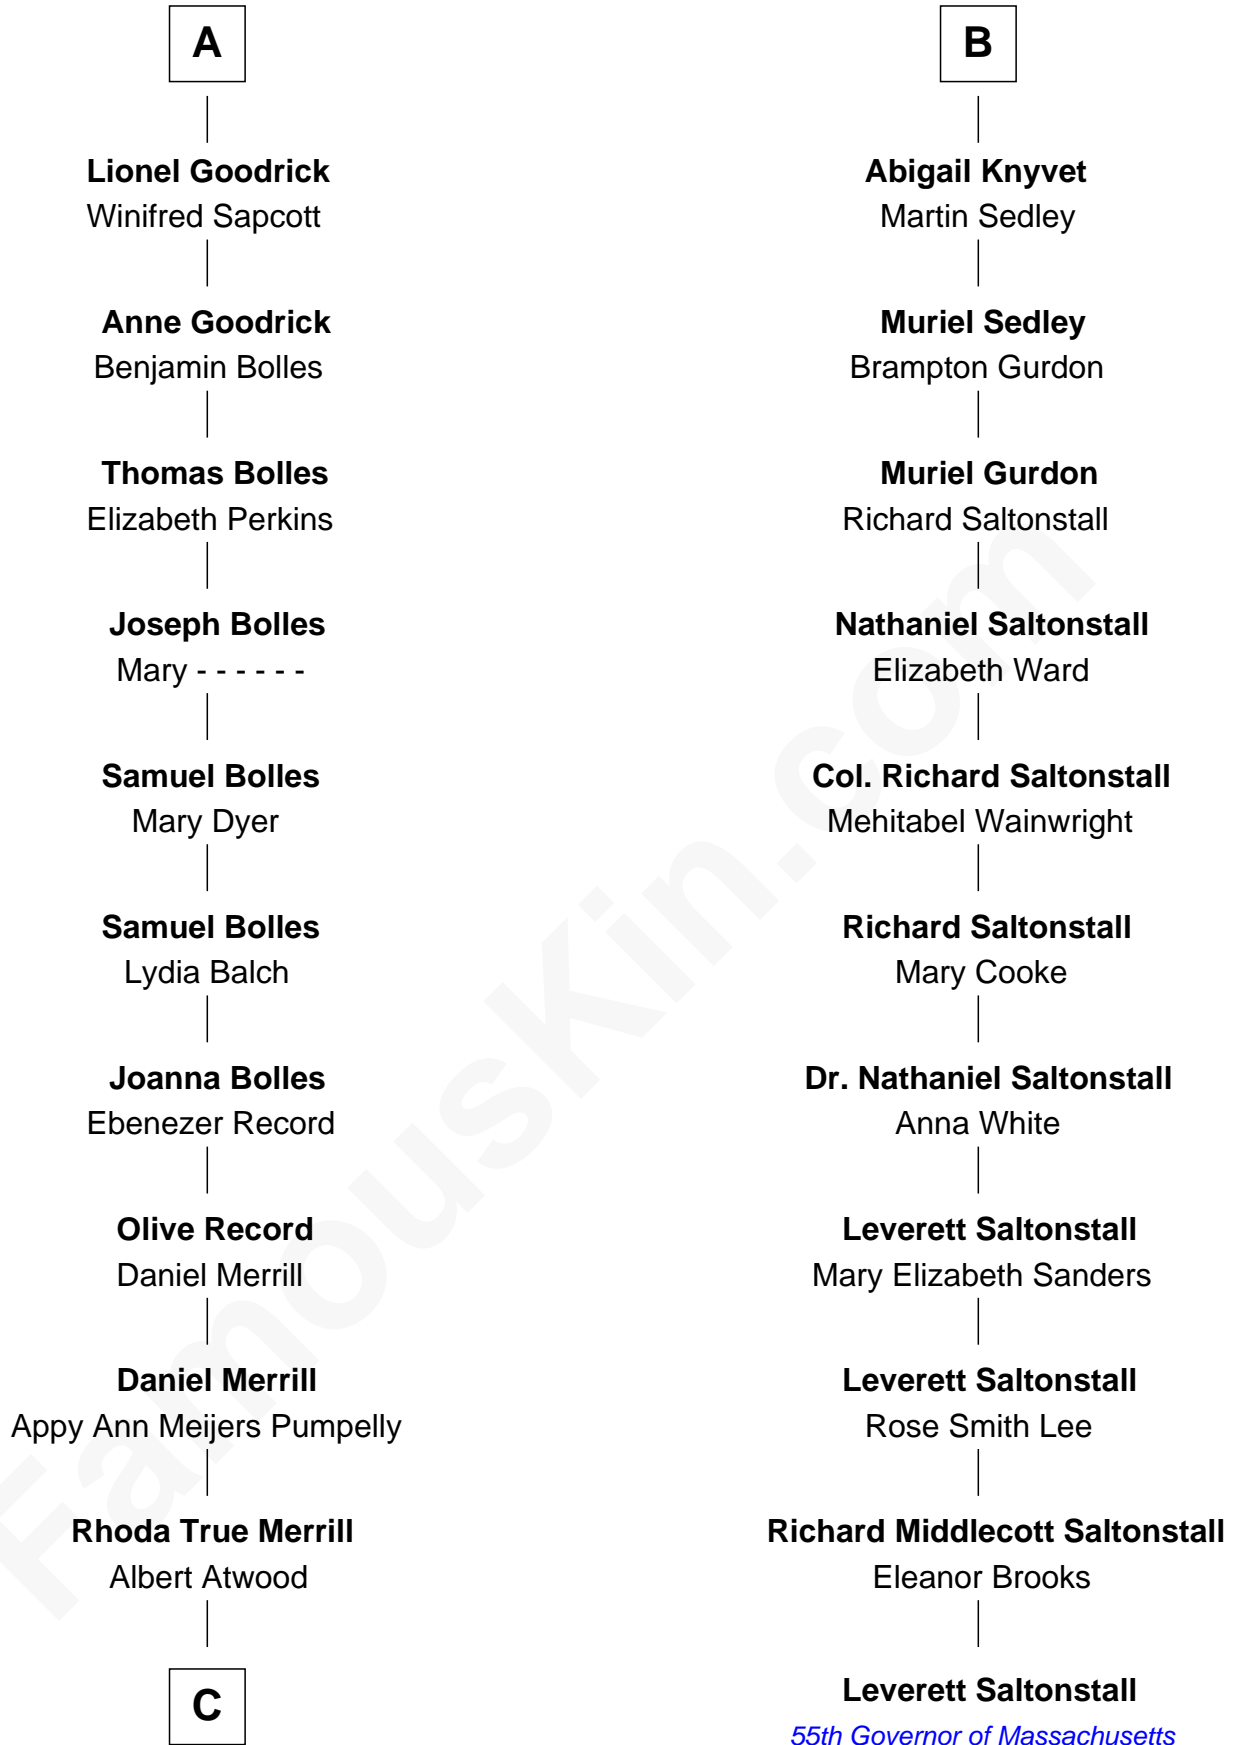 A
Lionel Goodrick
Winifred Sapcott
Anne Goodrick
Benjamin Bolles
Thomas Bolles
Elizabeth Perkins
Joseph Bolles
Mary - - - - - -
Samuel Bolles
Mary Dyer
Samuel Bolles
Lydia Balch
Joanna Bolles
Ebenezer Record
Olive Record
Daniel Merrill
Daniel Merrill
Appy Ann Meijers Pumpelly
Rhoda True Merrill
Albert Atwood
C
B
Abigail Knyvet
Martin Sedley
Muriel Sedley
Brampton Gurdon
Muriel Gurdon
Richard Saltonstall
Nathaniel Saltonstall
Elizabeth Ward
Col. Richard Saltonstall
Mehitabel Wainwright
Richard Saltonstall
Mary Cooke
Dr. Nathaniel Saltonstall
Anna White
Leverett Saltonstall
Mary Elizabeth Sanders
Leverett Saltonstall
Rose Smith Lee
Richard Middlecott Saltonstall
Eleanor Brooks
Leverett Saltonstall
55th Governor of Massachusetts
FamousKin.com